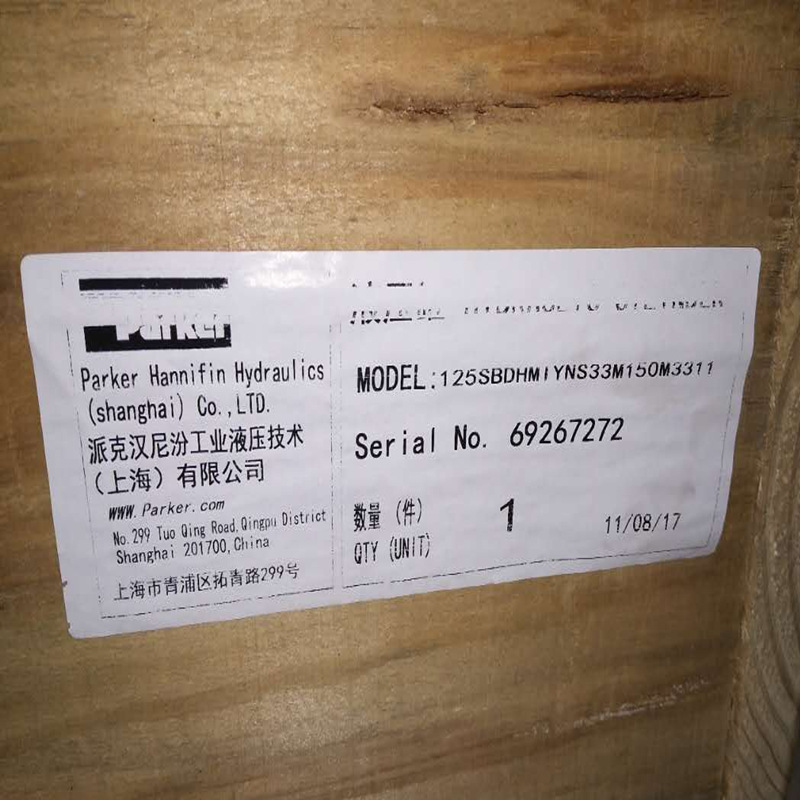 Parker
Parker Hannifin Hydraulics
(shanghai) Co.,LTD.
派克汉尼汾工业液压技术
（上海）有限公司
WWW. Parker. com
No.299 Tuo Qing Road,Qingpu District
Shanghai 201700,China
上海市青浦区拓青路299号
MODEL:125SBDHMIYNS33M150M3311
Serial No. 69267272
数量（件） 1
QTY (UNIT)
11/08/17